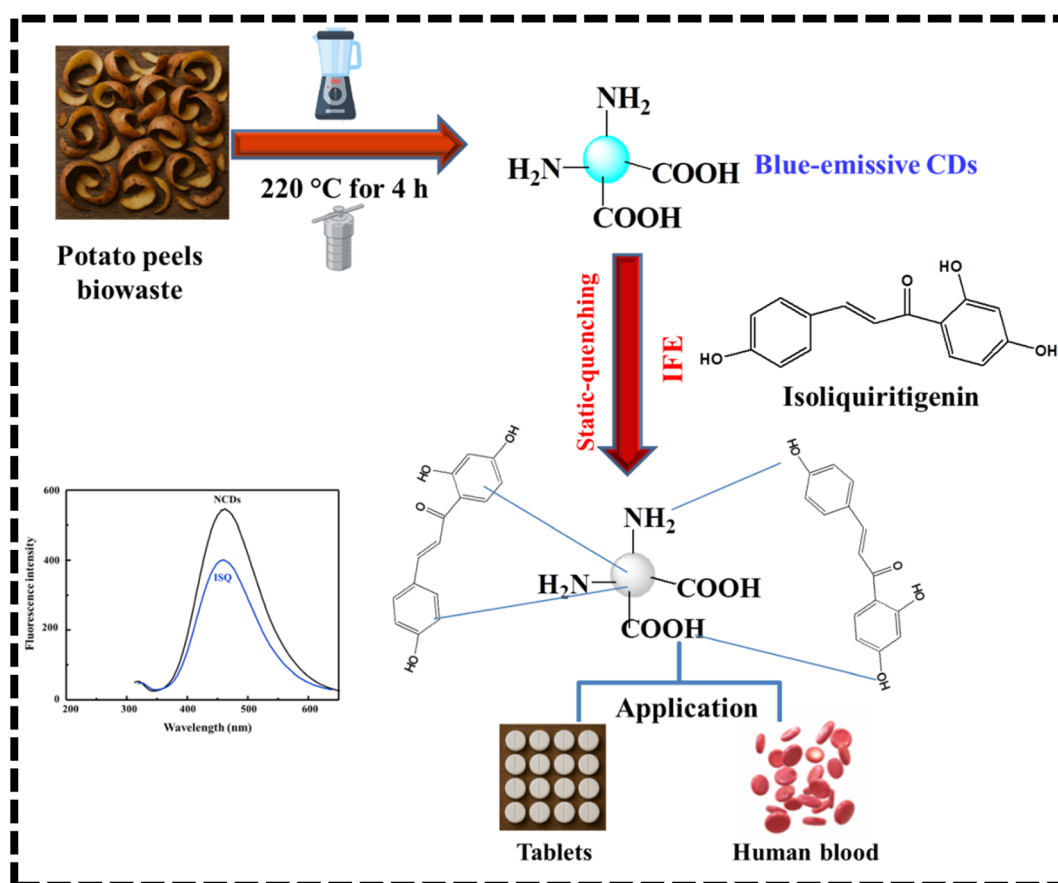 NH2
H2N
COOH
COOH
Blue-emissive CDs
220 °C for 4 h
Potato peels
biowaste
Static-quenching
IFE
O
HO
HO
OH
Isoliquiritigenin
OH
HO
O
HO
HO
O
HO
OH
NH2
H2N
COOH
COOH
600
400
200
0
NCDs
ISQ
Fluorescence intensity
200
300
400
500
600
Wavelength (nm)
Application
Tablets
Human blood